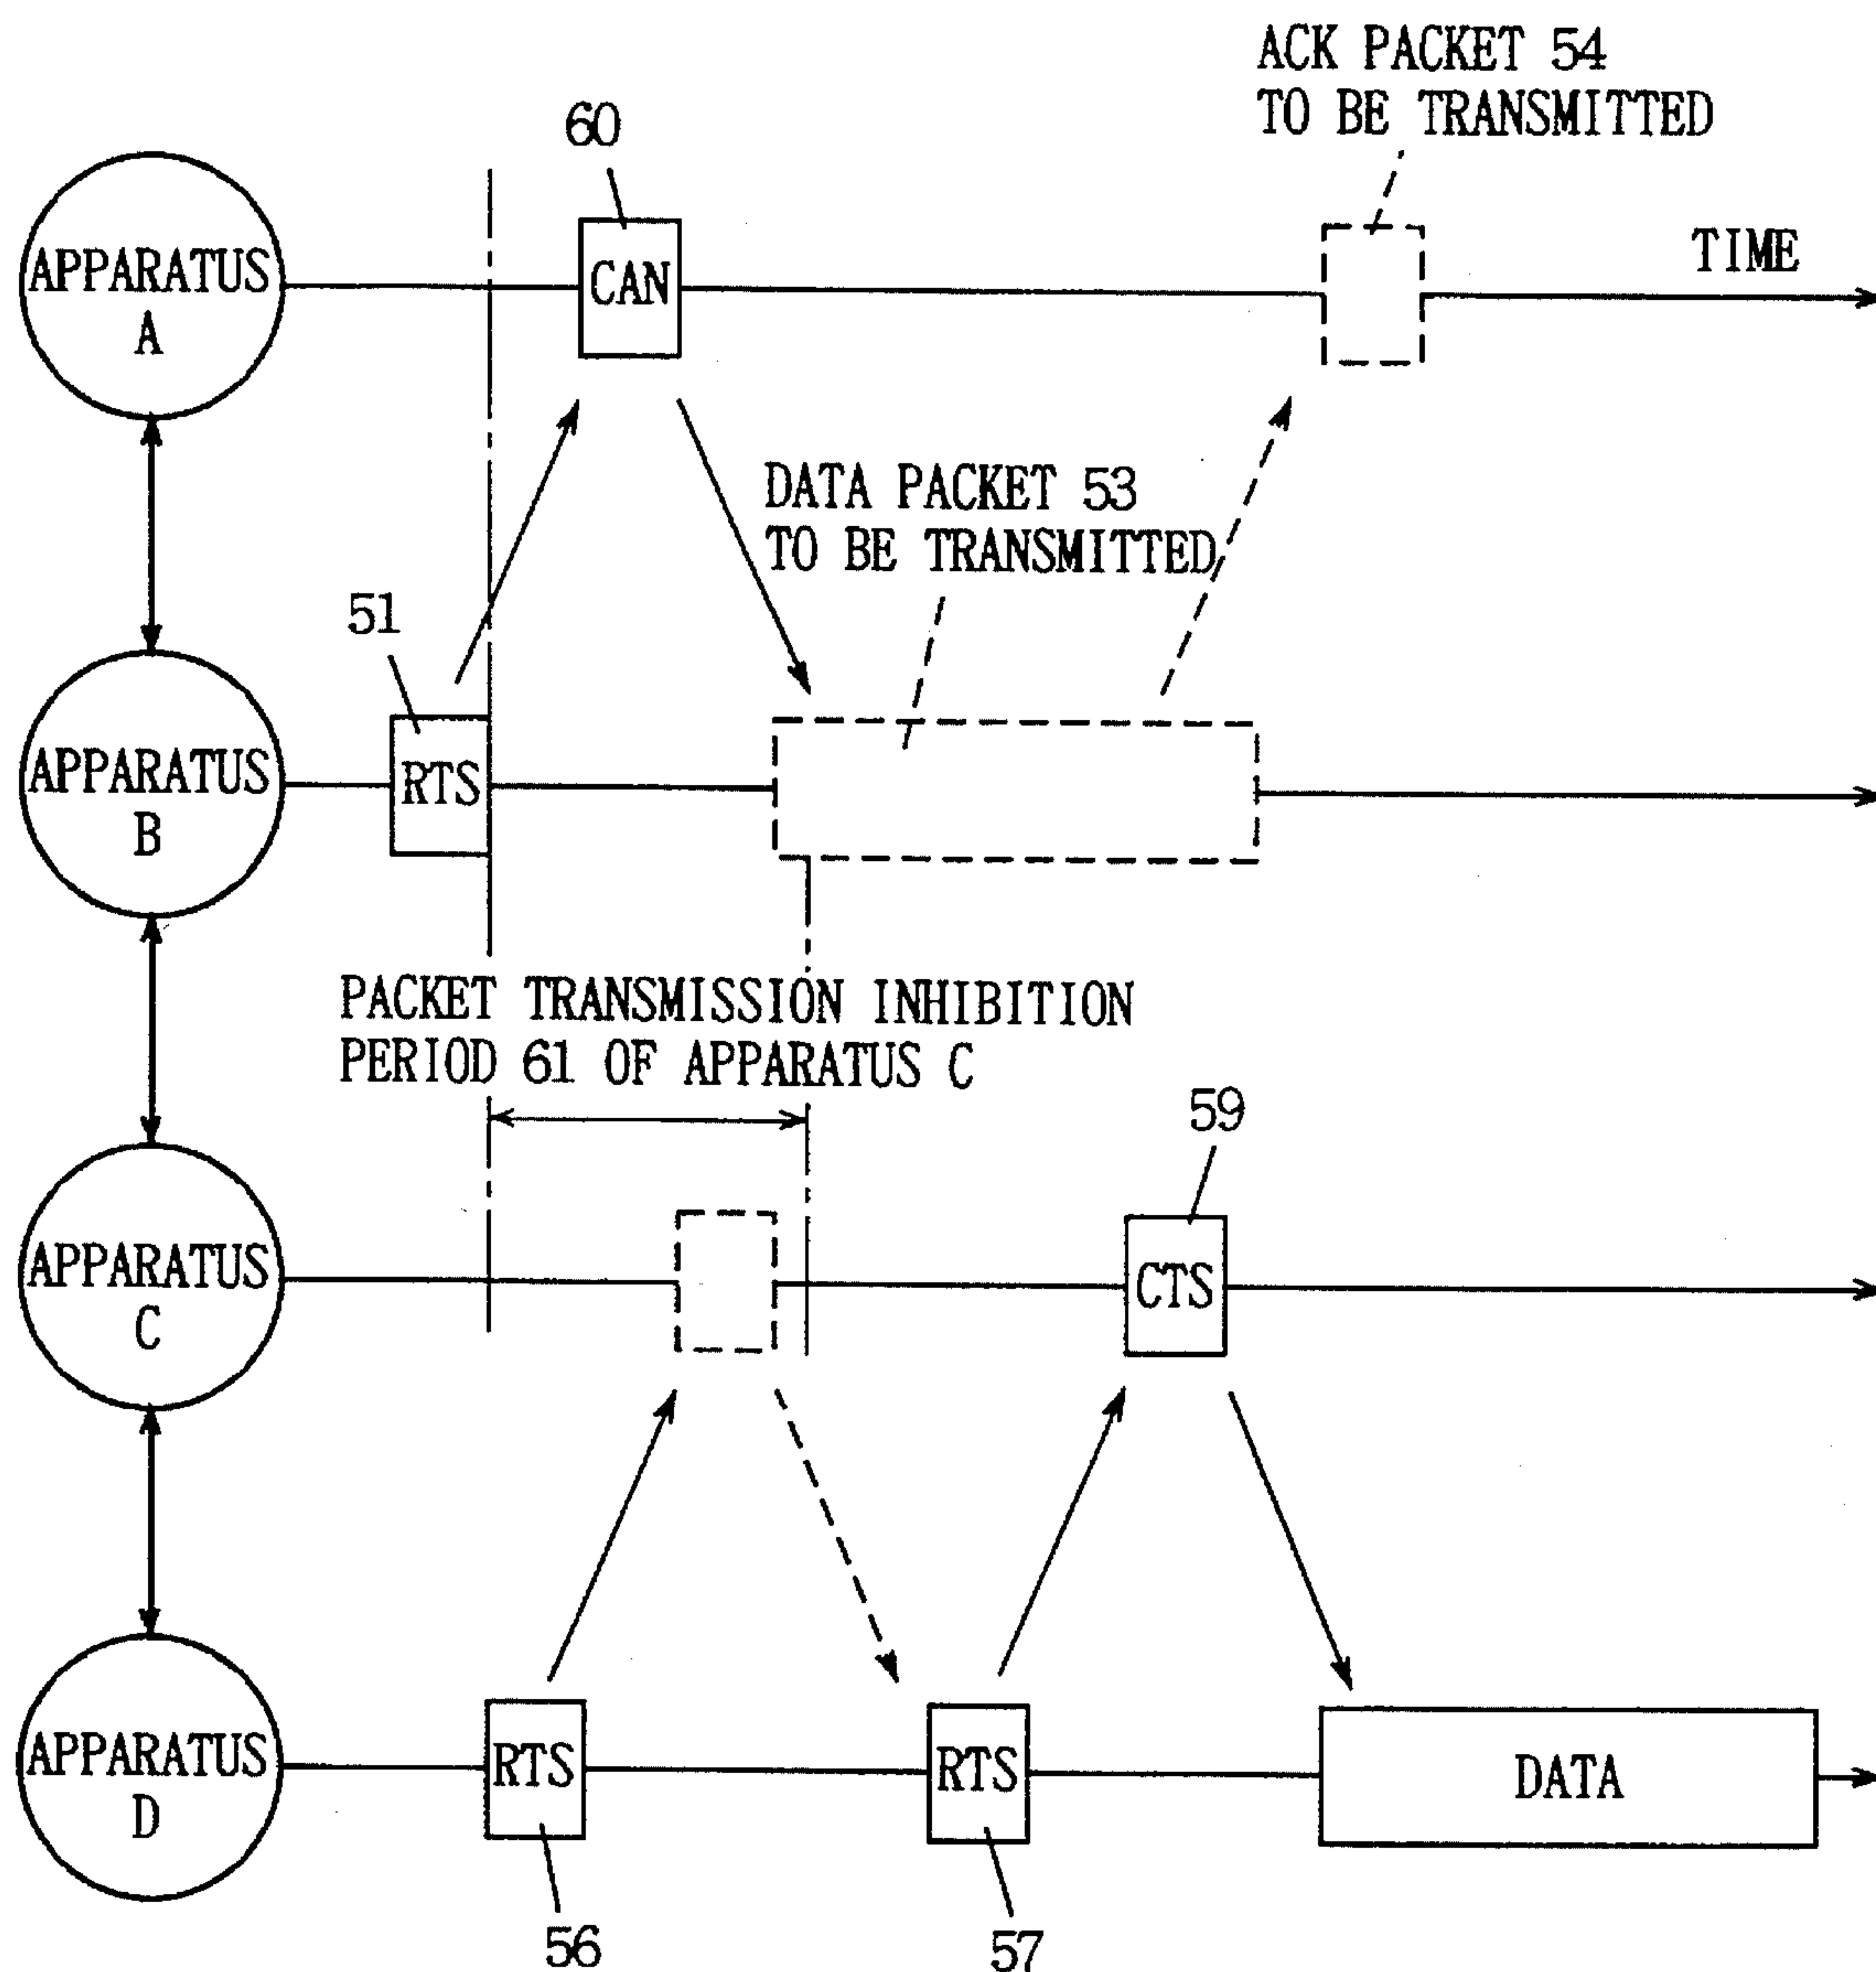 ACK PACKET 54
TO BE TRANSMITTED
60
APPARATUS
A
CAN
TIME
DATA PACKET 53
TO BE TRANSMITTED
51
APPARATUS
B
RTS
PACKET TRANSMISSION INHIBITION
PERIOD 61 OF APPARATUS C
59
APPARATUS
C
CTS
APPARATUS
D
RTS
RTS
DATA
56
57